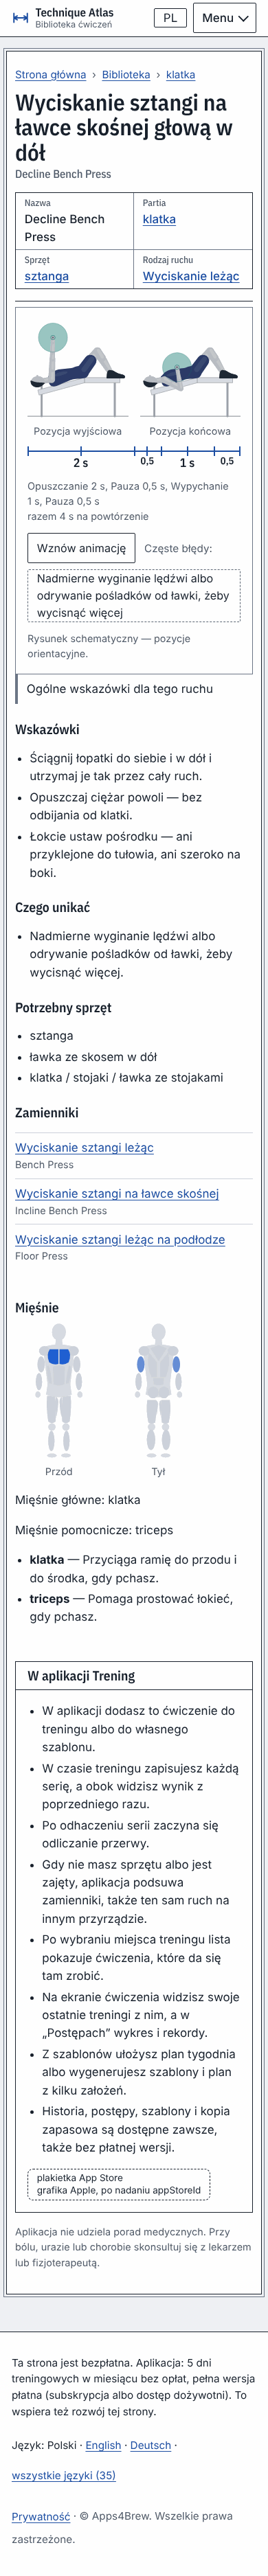 Technique Atlas
Biblioteka ćwiczeń
PL
Menu
Strona główna › Biblioteka › klatka
Wyciskanie sztangi na
ławce skośnej głową w
dół
Decline Bench Press
Nazwa
Decline Bench
Press
Partia
klatka
Sprzęt
sztanga
Rodzaj ruchu
Wyciskanie leżąc
Pozycja wyjściowa
Pozycja końcowa
2 s
0,5
1 s
0,5
Opuszczanie 2 s, Pauza 0,5 s, Wypychanie
1 s, Pauza 0,5 s
razem 4 s na powtórzenie
Wznów animację
Częste błędy:
Nadmierne wyginanie lędźwi albo
odrywanie pośladków od ławki, żeby
wycisnąć więcej
Rysunek schematyczny — pozycje
orientacyjne.
Ogólne wskazówki dla tego ruchu
Wskazówki
• Ściągnij łopatki do siebie i w dół i
utrzymaj je tak przez cały ruch.
• Opuszczaj ciężar powoli — bez
odbijania od klatki.
• Łokcie ustaw pośrodku — ani
przyklejone do tułowia, ani szeroko na
boki.
Czego unikać
• Nadmierne wyginanie lędźwi albo
odrywanie pośladków od ławki, żeby
wycisnąć więcej.
Potrzebny sprzęt
• sztanga
• ławka ze skosem w dół
• klatka / stojaki / ławka ze stojakami
Zamienniki
Wyciskanie sztangi leżąc
Bench Press
Wyciskanie sztangi na ławce skośnej
Incline Bench Press
Wyciskanie sztangi leżąc na podłodze
Floor Press
Mięśnie
Przód
Tył
Mięśnie główne: klatka
Mięśnie pomocnicze: triceps
• klatka — Przyciąga ramię do przodu i
do środka, gdy pchasz.
• triceps — Pomaga prostować łokieć,
gdy pchasz.
W aplikacji Trening
• W aplikacji dodasz to ćwiczenie do
treningu albo do własnego
szablonu.
• W czasie treningu zapisujesz każdą
serię, a obok widzisz wynik z
poprzedniego razu.
• Po odhaczeniu serii zaczyna się
odliczanie przerwy.
• Gdy nie masz sprzętu albo jest
zajęty, aplikacja podsuwa
zamienniki, także ten sam ruch na
innym przyrządzie.
• Po wybraniu miejsca treningu lista
pokazuje ćwiczenia, które da się
tam zrobić.
• Na ekranie ćwiczenia widzisz swoje
ostatnie treningi z nim, a w
„Postępach” wykres i rekordy.
• Z szablonów ułożysz plan tygodnia
albo wygenerujesz szablony i plan
z kilku założeń.
• Historia, postępy, szablony i kopia
zapasowa są dostępne zawsze,
także bez płatnej wersji.
plakietka App Store
grafika Apple, po nadaniu appStoreId
Aplikacja nie udziela porad medycznych. Przy
bólu, urazie lub chorobie skonsultuj się z lekarzem
lub fizjoterapeutą.
Ta strona jest bezpłatna. Aplikacja: 5 dni
treningowych w miesiącu bez opłat, pełna wersja
płatna (subskrypcja albo dostęp dożywotni). To
wspiera też rozwój tej strony.
Język: Polski · English · Deutsch ·
wszystkie języki (35)
Prywatność · © Apps4Brew. Wszelkie prawa
zastrzeżone.